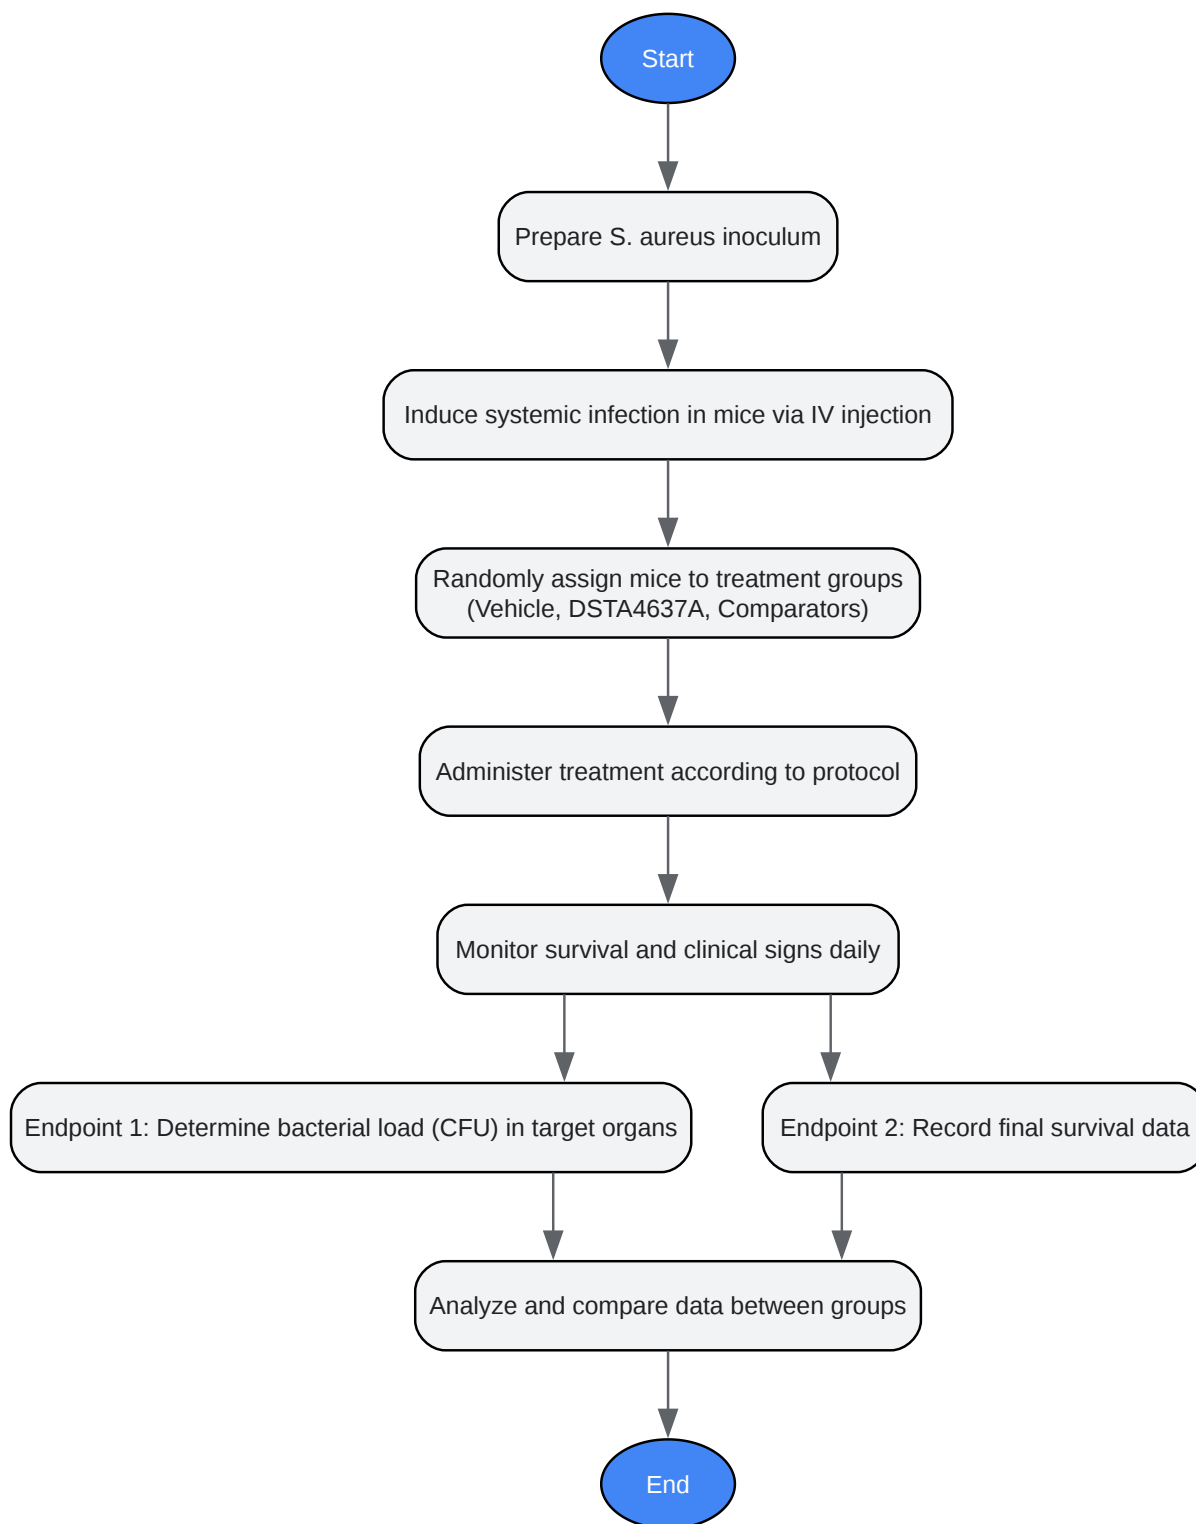 Start
Prepare S. aureus inoculum
Induce systemic infection in mice via IV injection
Randomly assign mice to treatment groups
(Vehicle, DSTA4637A, Comparators)
Administer treatment according to protocol
Monitor survival and clinical signs daily
Endpoint 1: Determine bacterial load (CFU) in target organs
Endpoint 2: Record final survival data
Analyze and compare data between groups
End